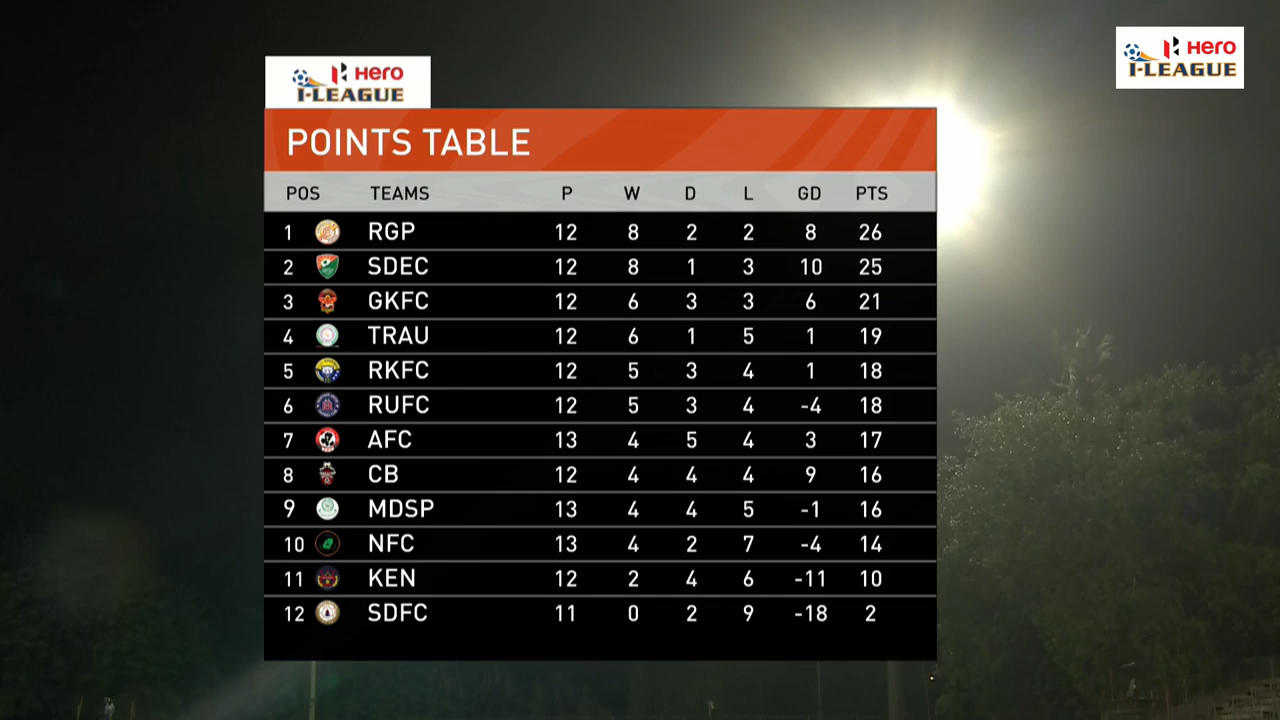 Hero
I-LEAGUE
Hero
I-LEAGUE
POINTS TABLE
POS TEAMS P W D L GD PTS
1 RGP 12 8 2 2 8 26
2 SDEC 12 8 1 3 10 25
3 GKFC 12 6 3 3 6 21
4 TRAU 12 6 1 5 1 19
5 RKFC 12 5 3 4 1 18
6 RUFC 12 5 3 4 -4 18
7 AFC 13 4 5 4 3 17
8 CB 12 4 4 4 9 16
9 MDSP 13 4 4 5 -1 16
10 NFC 13 4 2 7 -4 14
11 KEN 12 2 4 6 -11 10
12 SDFC 11 0 2 9 -18 2